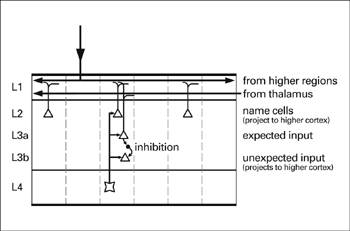 from higher regions
L1
from thalamus
L2
name cells
(project to higher cortex)
L3a
expected input
inhibition
L3b
unexpected input
(projects to higher cortex)
L4